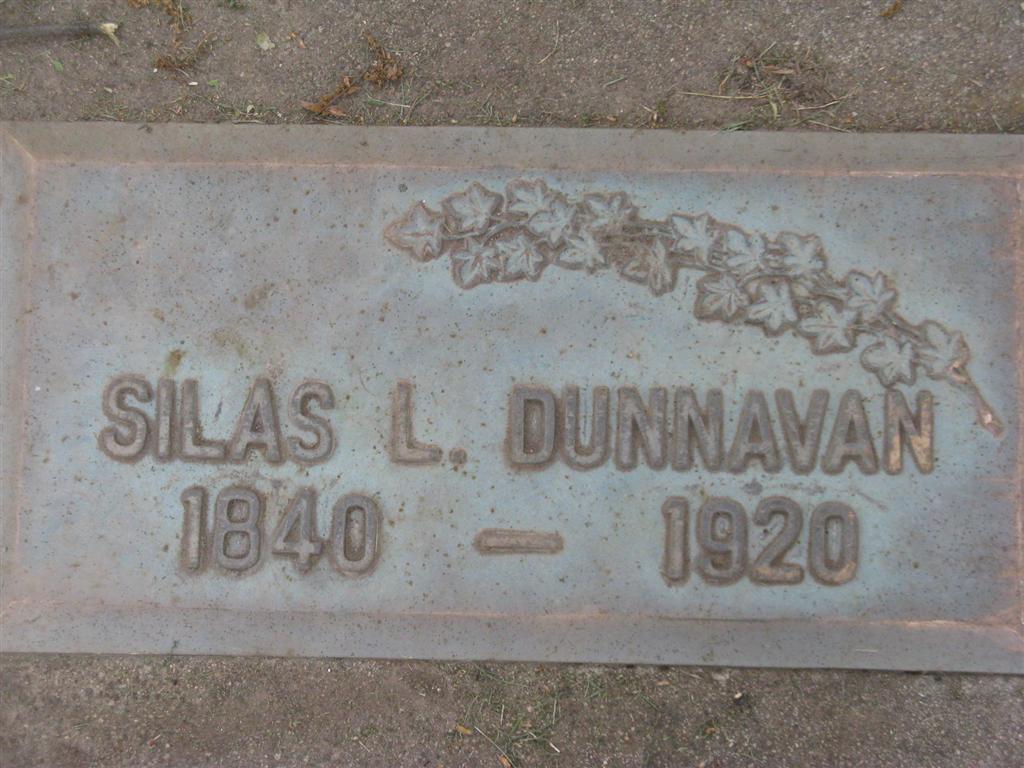 SILAS L. DUNNAVAN
1840 — 1920